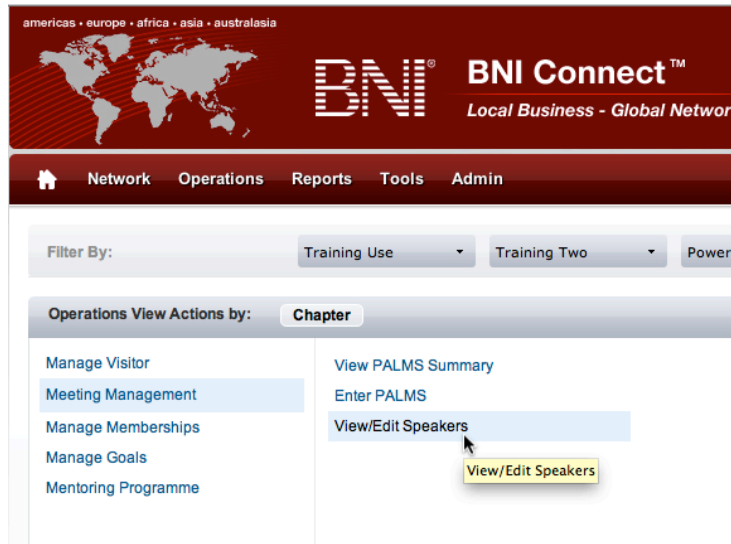 americas • europe • africa • asia • australasia
BNI®
BNI Connect™
Local Business - Global Networ
Network Operations Reports Tools Admin
Filter By: Training Use Training Two Power
Operations View Actions by: Chapter
Manage Visitor
Meeting Management
Manage Memberships
Manage Goals
Mentoring Programme
View PALMS Summary
Enter PALMS
View/Edit Speakers
View/Edit Speakers